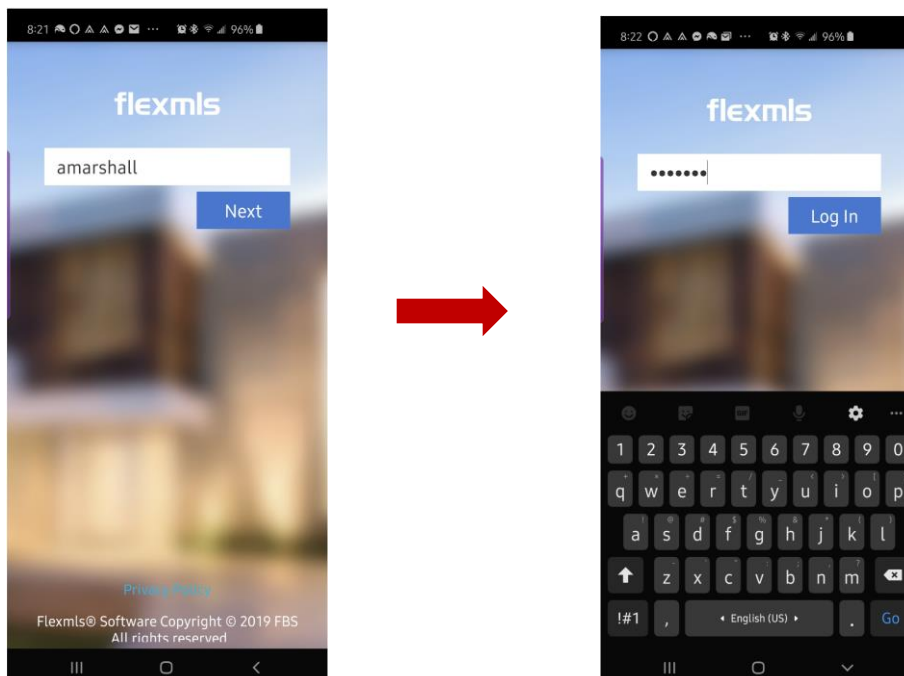 8:21 96%
flexmls
amarshall
Next
Privacy Policy
Flexmls® Software Copyright © 2019 FBS
All rights reserved
8:22 96%
flexmls
•••••••
Log In
GIF
1 2 3 4 5 6 7 8 9 0
q w e r t y u i o p
a s d f g h j k l
z x c v b n m
!#1 , English (US) . Go